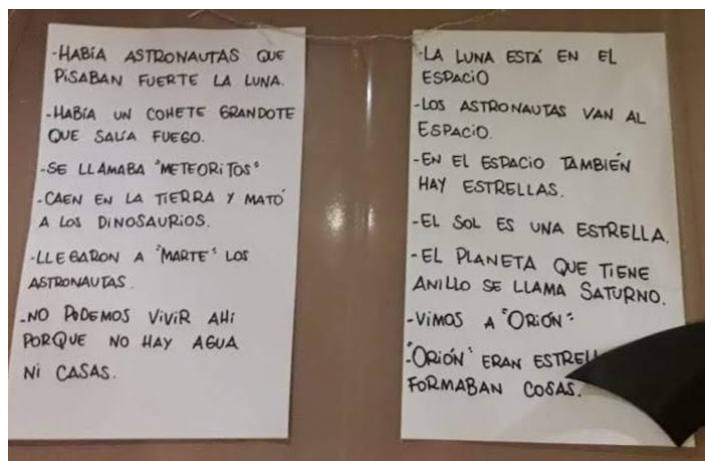 -HABÍA ASTRONAUTAS QUE
PISABAN FUERTE LA LUNA.
-HABÍA UN COHETE GRANDOTE
QUE SALÍA FUEGO.
-SE LLAMABA "METEORITOS"
-CAEN EN LA TIERRA Y MATÓ
A LOS DINOSAURIOS.
-LLEGARON A "MARTE" LOS
ASTRONAUTAS.
-NO PODEMOS VIVIR AHI
PORQUE NO HAY AGUA
NI CASAS.
-LA LUNA ESTÁ EN EL
ESPACIO
-LOS ASTRONAUTAS VAN AL
ESPACIO.
-EN EL ESPACIO TAMBIÉN
HAY ESTRELLAS.
-EL SOL ES UNA ESTRELLA.
-EL PLANETA QUE TIENE
ANILLO SE LLAMA SATURNO.
-VIMOS A "ORIÓN"
-"ORIÓN" ERAN
FORMABAN COSAS.